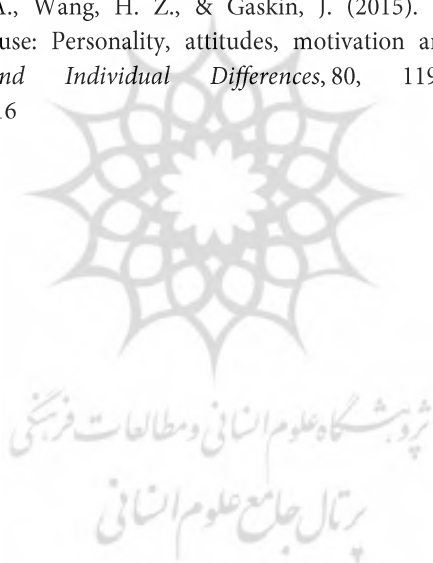 A., Wang, H. Z., & Gaskin, J. (2015).
use: Personality, attitudes, motivation an
nd Individual Differences, 80, 119
16
پژوهشگاه علوم انسانی و مطالعات فرهنگی
پرتال جامع علوم انسانی